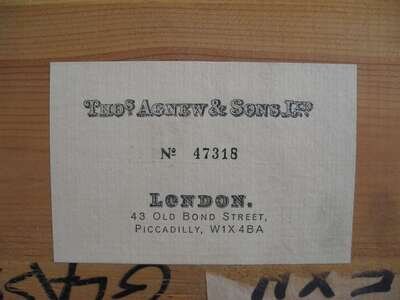 Thos. Agnew & Sons, Ltd.
No 47318
London.
43 Old Bond Street,
Piccadilly, W1X 4BA